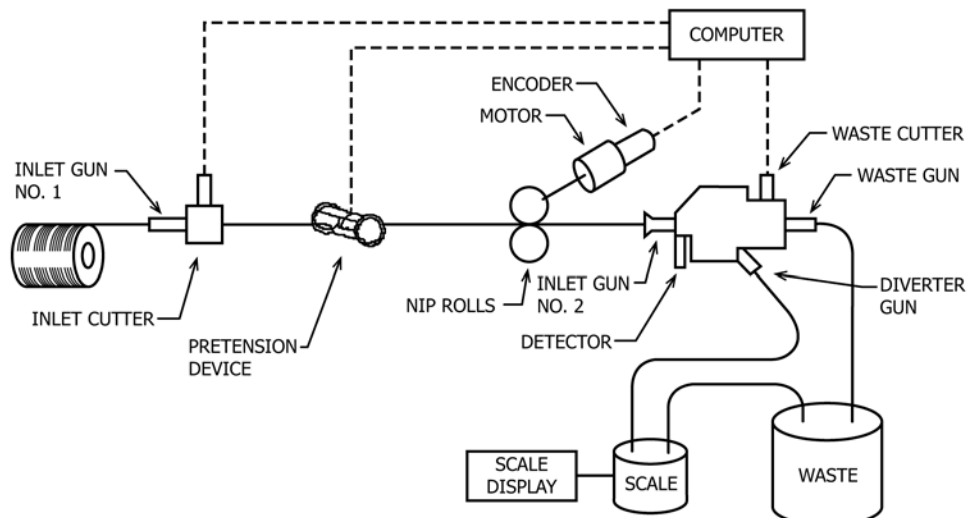 COMPUTER
ENCODER
MOTOR
WASTE CUTTER
INLET GUN
NO. 1
WASTE GUN
INLET CUTTER
PRETENSION
DEVICE
NIP ROLLS
INLET GUN
NO. 2
DETECTOR
DIVERTER
GUN
SCALE
DISPLAY
SCALE
WASTE